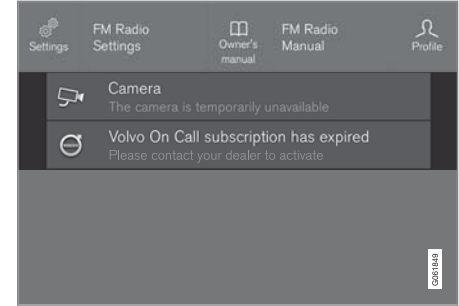 FM Radio
Settings
Settings
Owner's
manual
FM Radio
Manual
Profile
Camera
The camera is temporarily unavailable
Volvo On Call subscription has expired
Please contact your dealer to activate
G061849